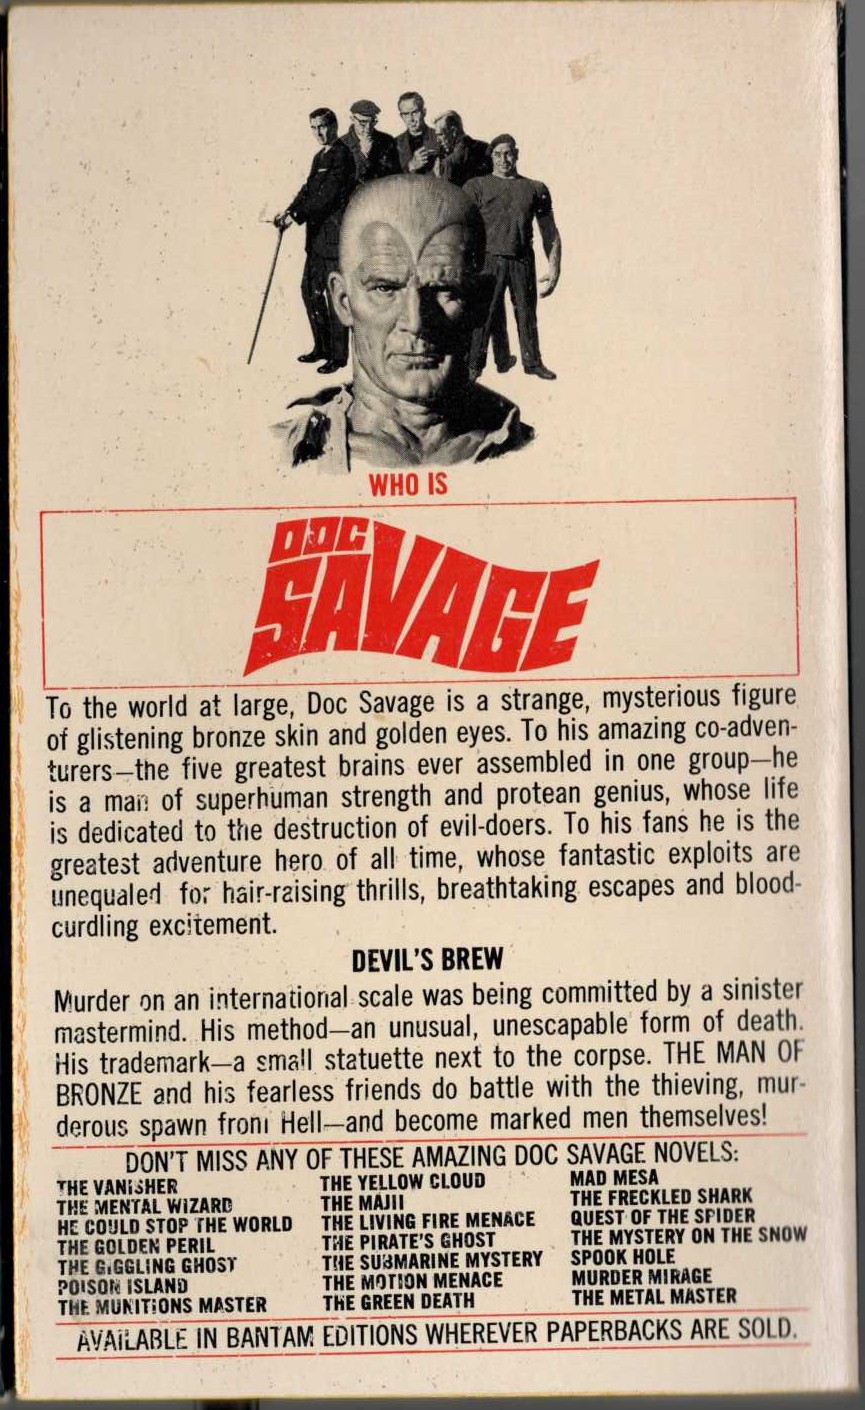 WHO IS
DOC
SAVAGE
To the world at large, Doc Savage is a strange, mysterious figure
of glistening bronze skin and golden eyes. To his amazing co-adven-
turers—the five greatest brains ever assembled in one group—he
is a man of superhuman strength and protean genius, whose life
is dedicated to the destruction of evil-doers. To his fans he is the
greatest adventure hero of all time, whose fantastic exploits are
unequaled for hair-raising thrills, breathtaking escapes and blood-
curdling excitement.
DEVIL'S BREW
Murder on an international scale was being committed by a sinister
mastermind. His method—an unusual, unescapable form of death.
His trademark—a small statuette next to the corpse. THE MAN OF
BRONZE and his fearless friends do battle with the thieving, mur-
derous spawn from Hell—and become marked men themselves!
DON'T MISS ANY OF THESE AMAZING DOC SAVAGE NOVELS:
THE VANISHER
THE MENTAL WIZARD
HE COULD STOP THE WORLD
THE GOLDEN PERIL
THE GIGGLING GHOST
POISON ISLAND
THE MUNITIONS MASTER
THE YELLOW CLOUD
THE MAJII
THE LIVING FIRE MENACE
THE PIRATE'S GHOST
THE SUBMARINE MYSTERY
THE MOTION MENACE
THE GREEN DEATH
MAD MESA
THE FRECKLED SHARK
QUEST OF THE SPIDER
THE MYSTERY ON THE SNOW
SPOOK HOLE
MURDER MIRAGE
THE METAL MASTER
AVAILABLE IN BANTAM EDITIONS WHEREVER PAPERBACKS ARE SOLD.